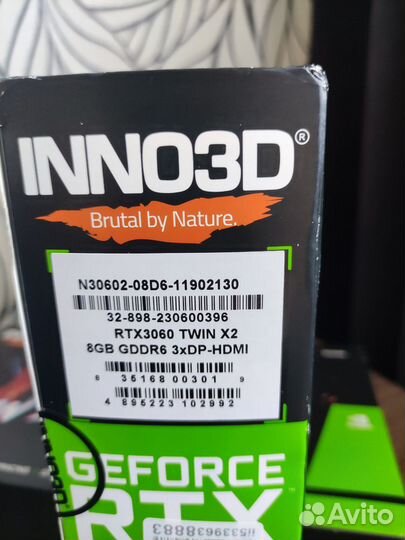 INNO3D®
Brutal by Nature.
N30602-08D6-11902130
32-898-230600396
RTX3060 TWIN X2
8GB GDDR6 3xDP-HDMI
6 35168 00301 9
4 895223 102992
GEFORCE
RTX
Avito